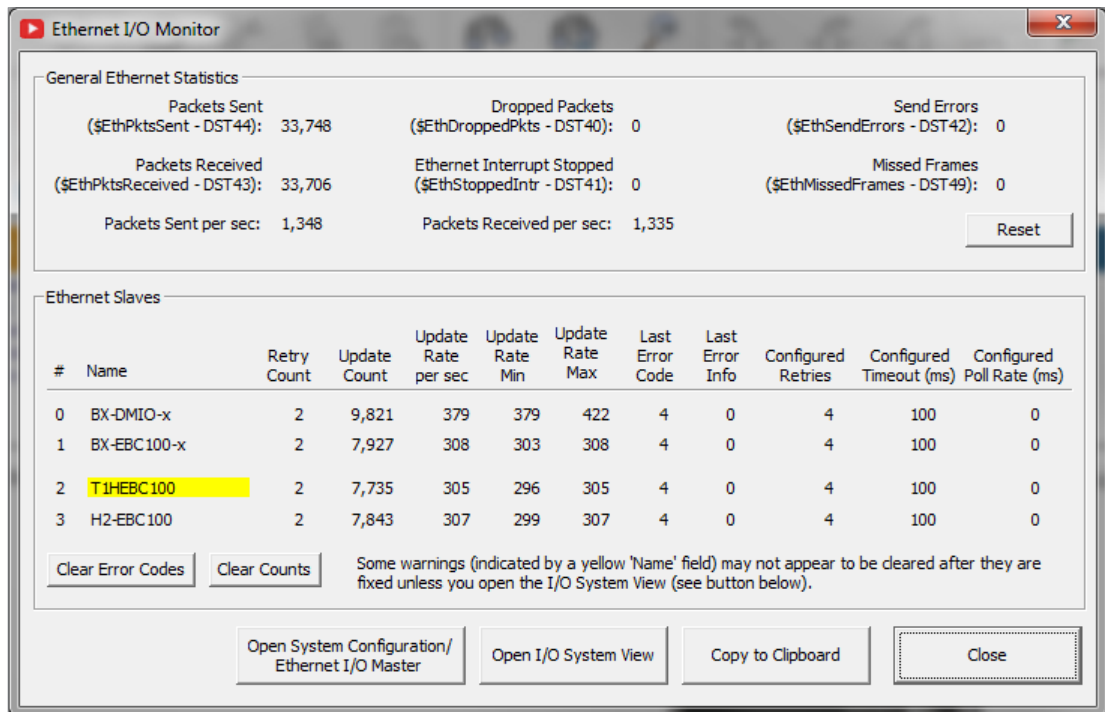 Ethernet I/O Monitor
General Ethernet Statistics
Packets Sent
($EthPktsSent - DST44): 33,748
Dropped Packets
($EthDroppedPkts - DST40): 0
Send Errors
($EthSendErrors - DST42): 0
Packets Received
($EthPktsReceived - DST43): 33,706
Ethernet Interrupt Stopped
($EthStoppedIntr - DST41): 0
Missed Frames
($EthMissedFrames - DST49): 0
Packets Sent per sec: 1,348
Packets Received per sec: 1,335
Reset
Ethernet Slaves
# Name Retry Count Update Count Update Rate per sec Update Rate Min Update Rate Max Last Error Code Last Error Info Configured Retries Configured Timeout (ms) Configured Poll Rate (ms)
0 BX-DMIO-x 2 9,821 379 379 422 4 0 4 100 0
1 BX-EBC100-x 2 7,927 308 303 308 4 0 4 100 0
2 T1HEBC100 2 7,735 305 296 305 4 0 4 100 0
3 H2-EBC100 2 7,843 307 299 307 4 0 4 100 0
Clear Error Codes
Clear Counts
Some warnings (indicated by a yellow 'Name' field) may not appear to be cleared after they are
fixed unless you open the I/O System View (see button below).
Open System Configuration/
Ethernet I/O Master
Open I/O System View
Copy to Clipboard
Close